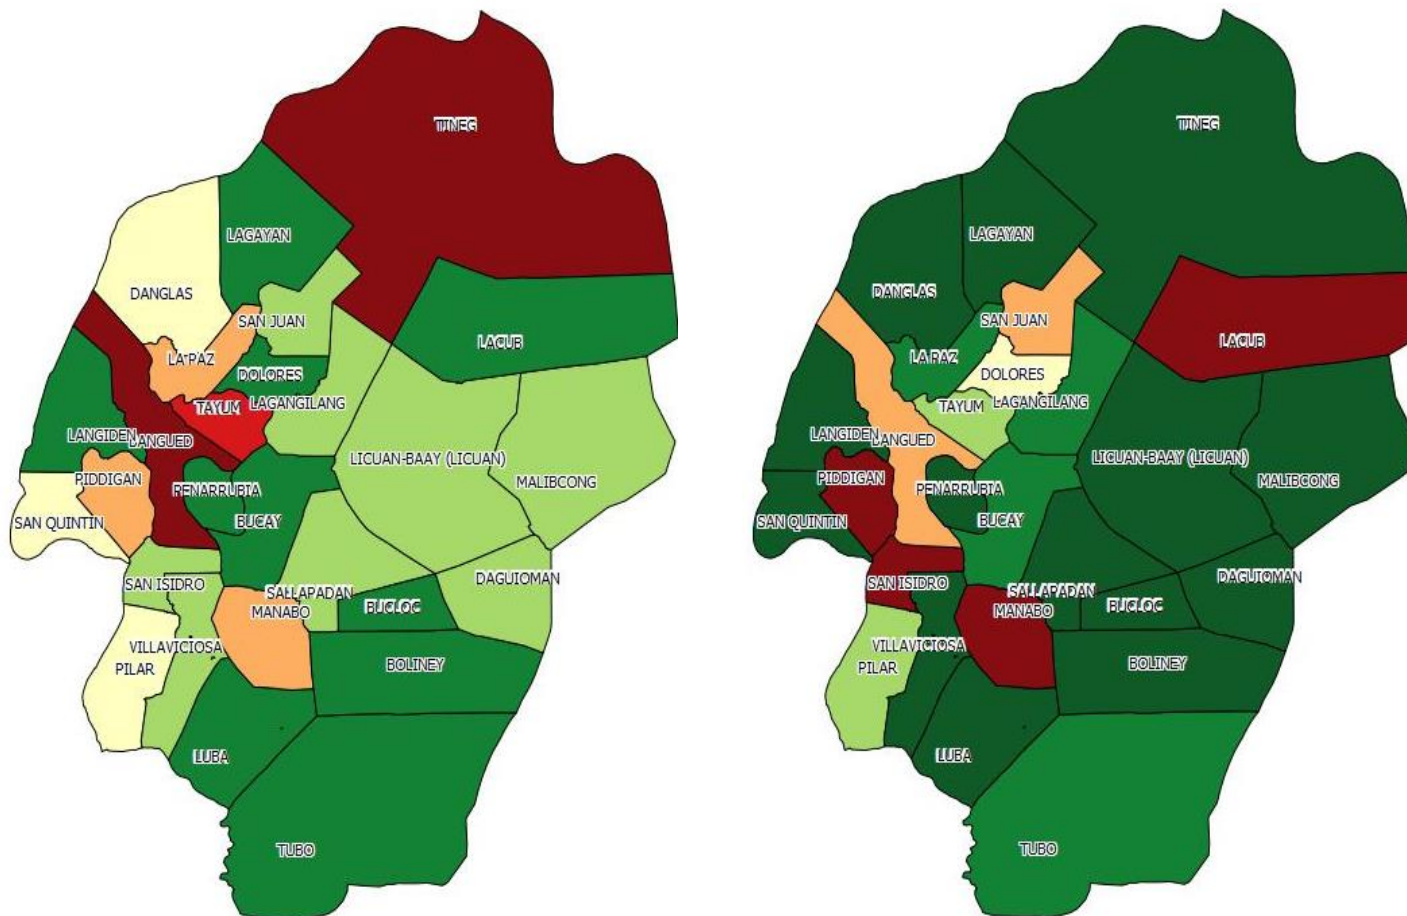 TINEG
LAGAYAN
DANGLAS
SAN JUAN
LACUB
LA PAZ
DOLORES
TAYUM
LAGANGILANG
LANGIDEN
BANGUED
LICUAN-BAAY (LICUAN)
PIDDIGAN
PENARRUBIA
MALIBCONG
SAN QUINTIN
BUCAY
SAN ISIDRO
DAGUIOMAN
SALLAPADAN
MANABO
BUCLOC
VILLAVICIOSA
PILAR
BOLINEY
LUBA
TUBO
TINEG
LAGAYAN
DANGLAS
SAN JUAN
LACUB
LA PAZ
DOLORES
TAYUM
LAGANGILANG
LANGIDEN
BANGUED
LICUAN-BAAY (LICUAN)
PIDDIGAN
PENARRUBIA
MALIBCONG
SAN QUINTIN
BUCAY
SAN ISIDRO
DAGUIOMAN
SALLAPADAN
MANABO
BUCLOC
VILLAVICIOSA
PILAR
BOLINEY
LUBA
TUBO